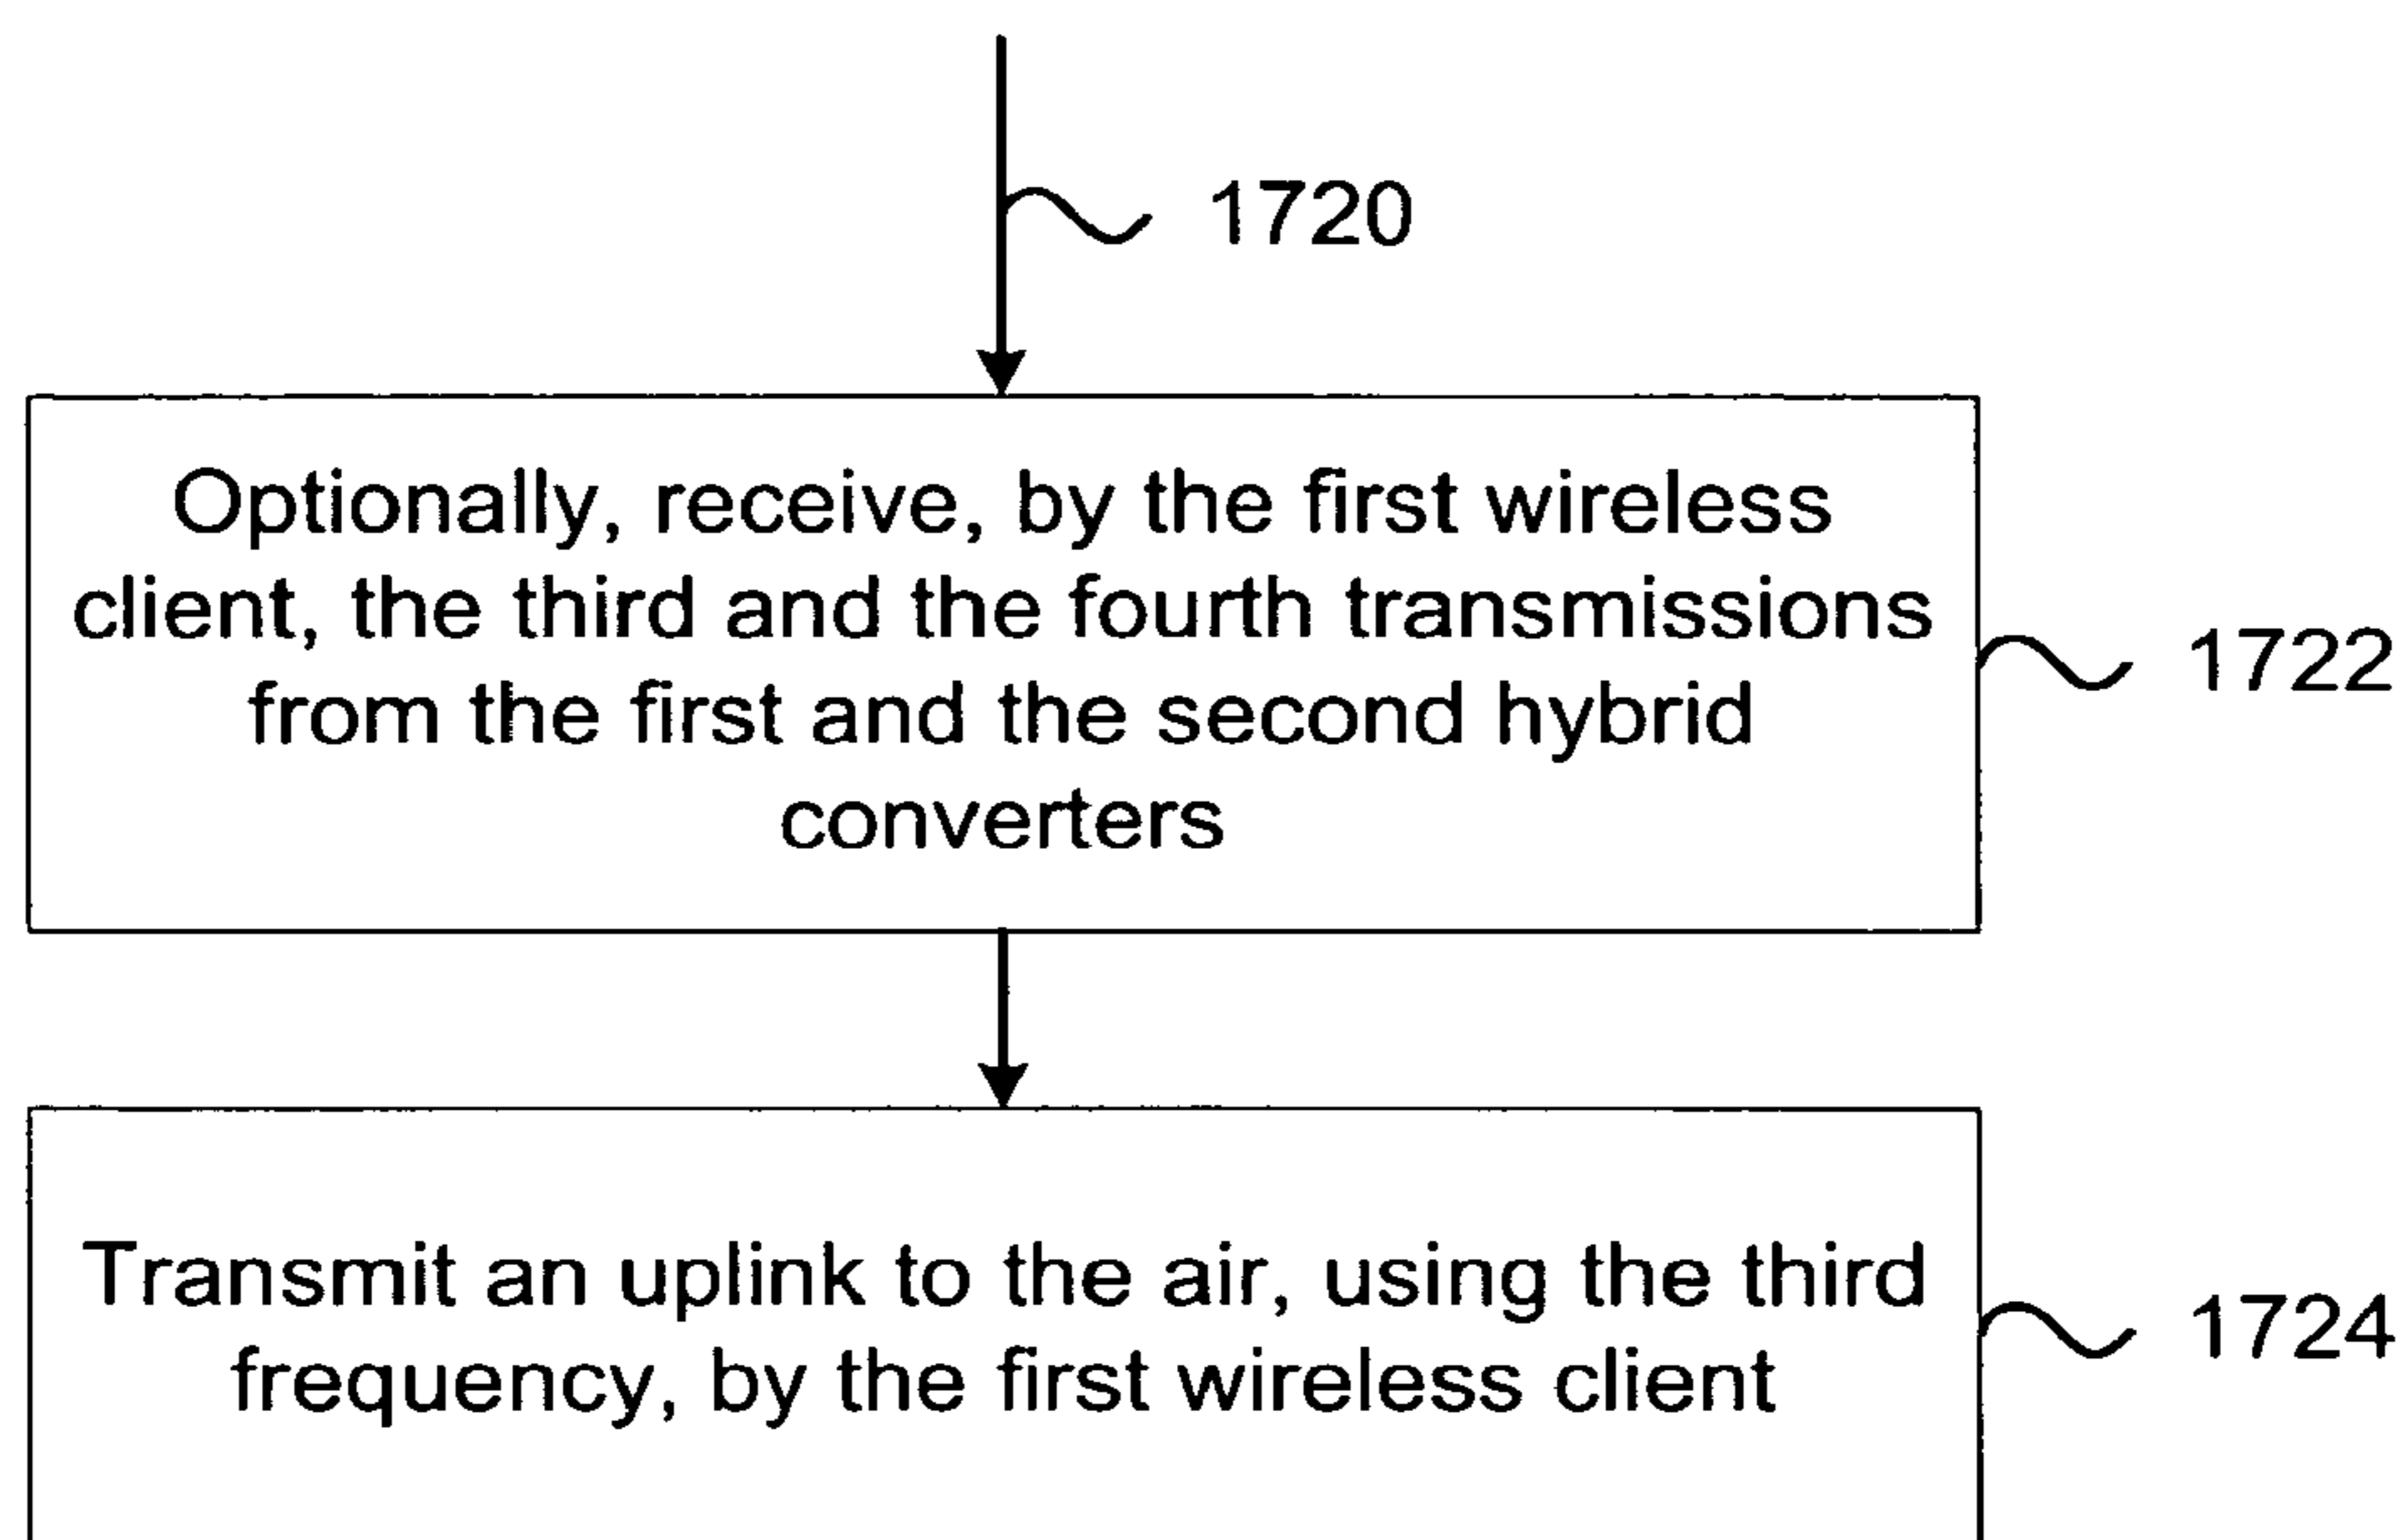 1720
Optionally, receive, by the first wireless
client, the third and the fourth transmissions
from the first and the second hybrid
converters
1722
Transmit an uplink to the air, using the third
frequency, by the first wireless client
1724